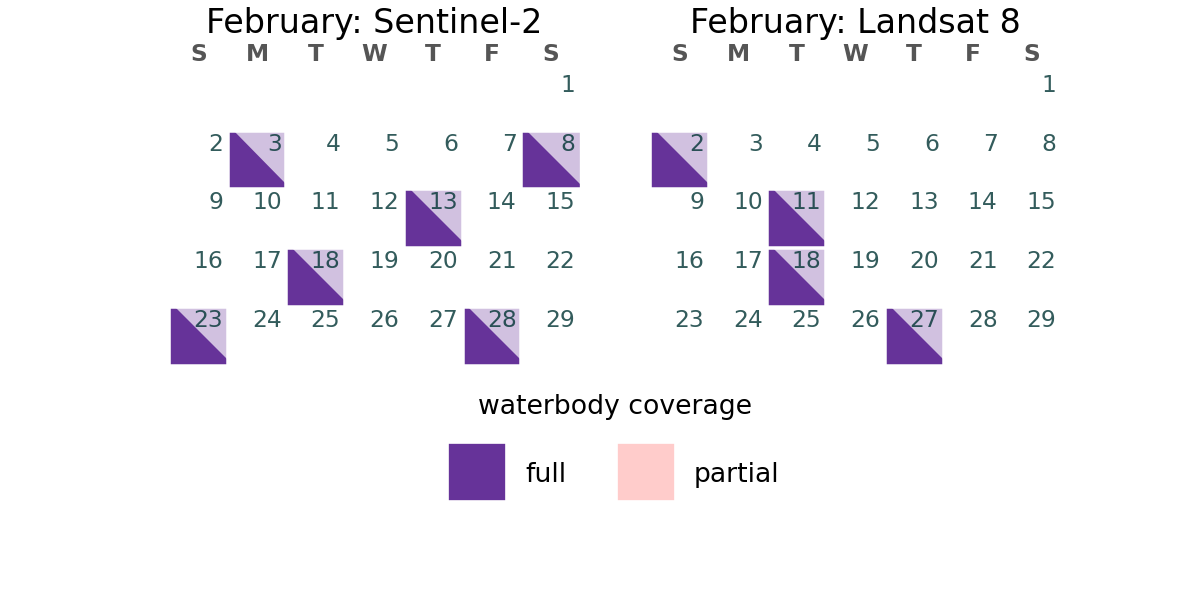 February: Sentinel-2
S M T W T F S
1
2 3 4 5 6 7 8
9 10 11 12 13 14 15
16 17 18 19 20 21 22
23 24 25 26 27 28 29
February: Landsat 8
S M T W T F S
1
2 3 4 5 6 7 8
9 10 11 12 13 14 15
16 17 18 19 20 21 22
23 24 25 26 27 28 29
waterbody coverage
full
partial